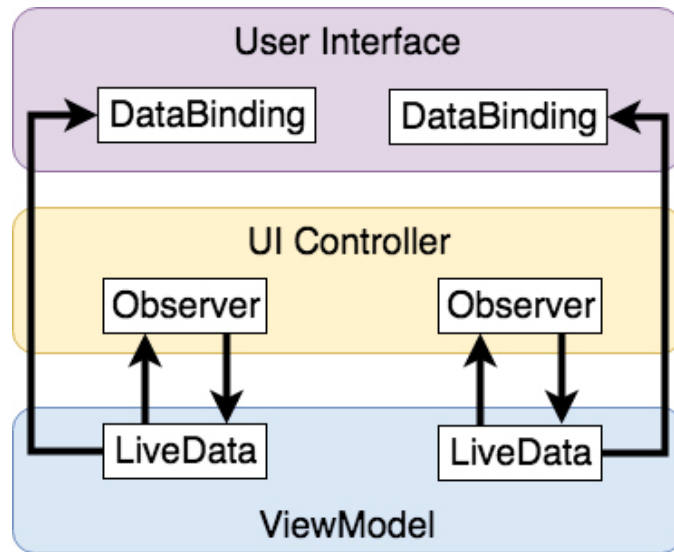 User Interface
DataBinding
DataBinding
UI Controller
Observer
Observer
LiveData
LiveData
ViewModel